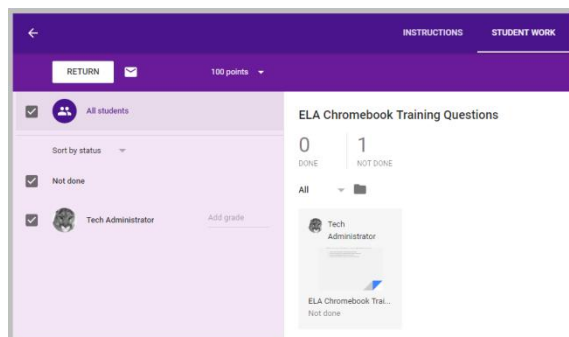 INSTRUCTIONS STUDENT WORK
RETURN 100 points
All students
Sort by status
Not done
Tech Administrator Add grade
ELA Chromebook Training Questions
0 1
DONE NOT DONE
All
Tech
Administrator
ELA Chromebook Trai...
Not done